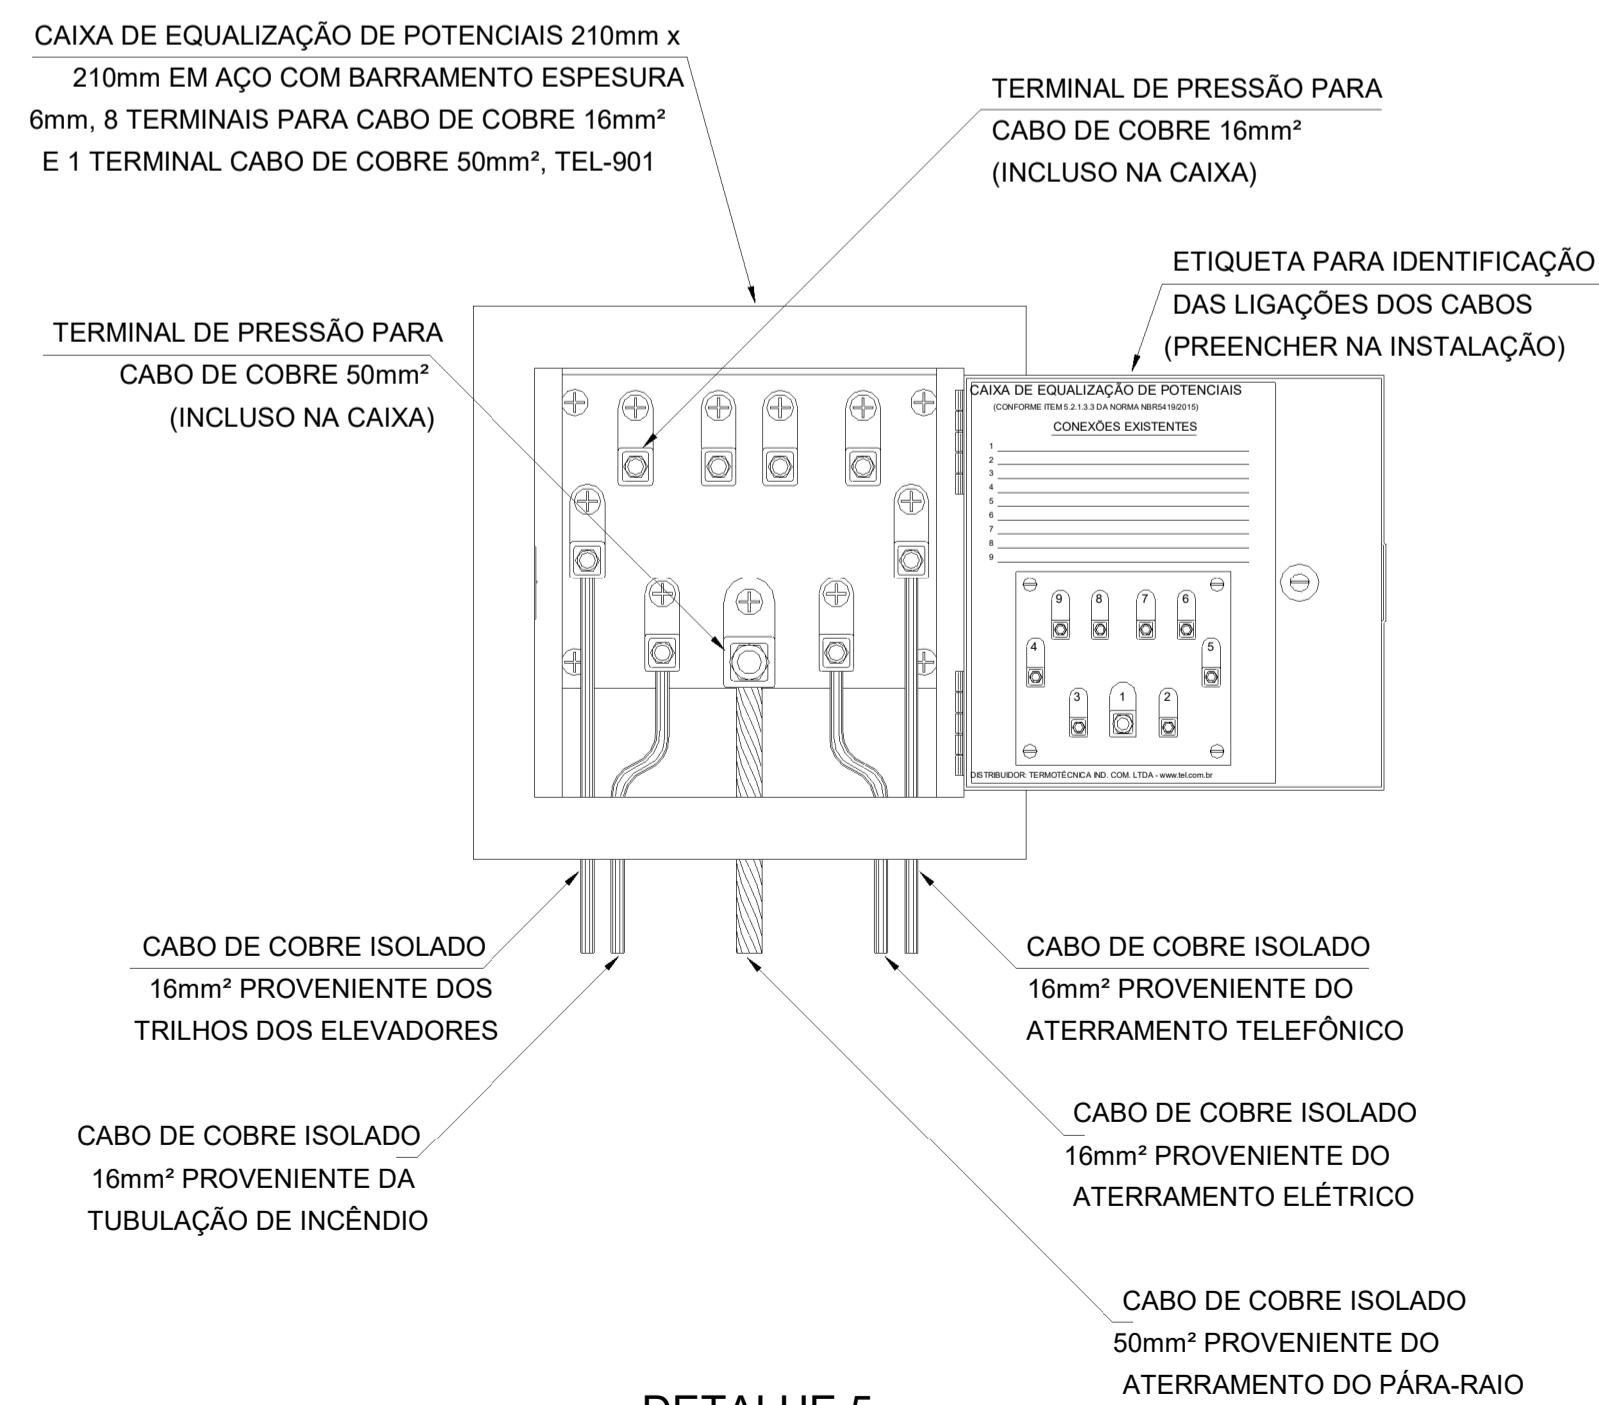 CAIXA DE EQUALIZAÇÃO DE POTENCIAIS 210mm x
210mm EM AÇO COM BARRAMENTO ESPESURA
6mm, 8 TERMINAIS PARA CABO DE COBRE 16mm²
E 1 TERMINAL CABO DE COBRE 50mm², TEL-901
TERMINAL DE PRESSÃO PARA
CABO DE COBRE 16mm²
(INCLUSO NA CAIXA)
ETIQUETA PARA IDENTIFICAÇÃO
DAS LIGAÇÕES DOS CABOS
(PREENCHER NA INSTALAÇÃO)
TERMINAL DE PRESSÃO PARA
CABO DE COBRE 50mm²
(INCLUSO NA CAIXA)
CAIXA DE EQUALIZAÇÃO DE POTENCIAIS
(CONFORME ITEM 5.2.1.3.3 DA NORMA NBR5419/2015)
CONEXÕES EXISTENTES
1
2
3
4
5
6
7
8
9
9 8 7 6
4 5
3 1 2
DISTRIBUIDOR: TERMOTÉCNICA IND. COM. LTDA - www.tel.com.br
CABO DE COBRE ISOLADO
16mm² PROVENIENTE DOS
TRILHOS DOS ELEVADORES
CABO DE COBRE ISOLADO
16mm² PROVENIENTE DO
ATERRAMENTO TELEFÔNICO
CABO DE COBRE ISOLADO
16mm² PROVENIENTE DA
TUBULAÇÃO DE INCÊNDIO
CABO DE COBRE ISOLADO
16mm² PROVENIENTE DO
ATERRAMENTO ELÉTRICO
CABO DE COBRE ISOLADO
50mm² PROVENIENTE DO
ATERRAMENTO DO PÁRA-RAIO
DETALHE 5